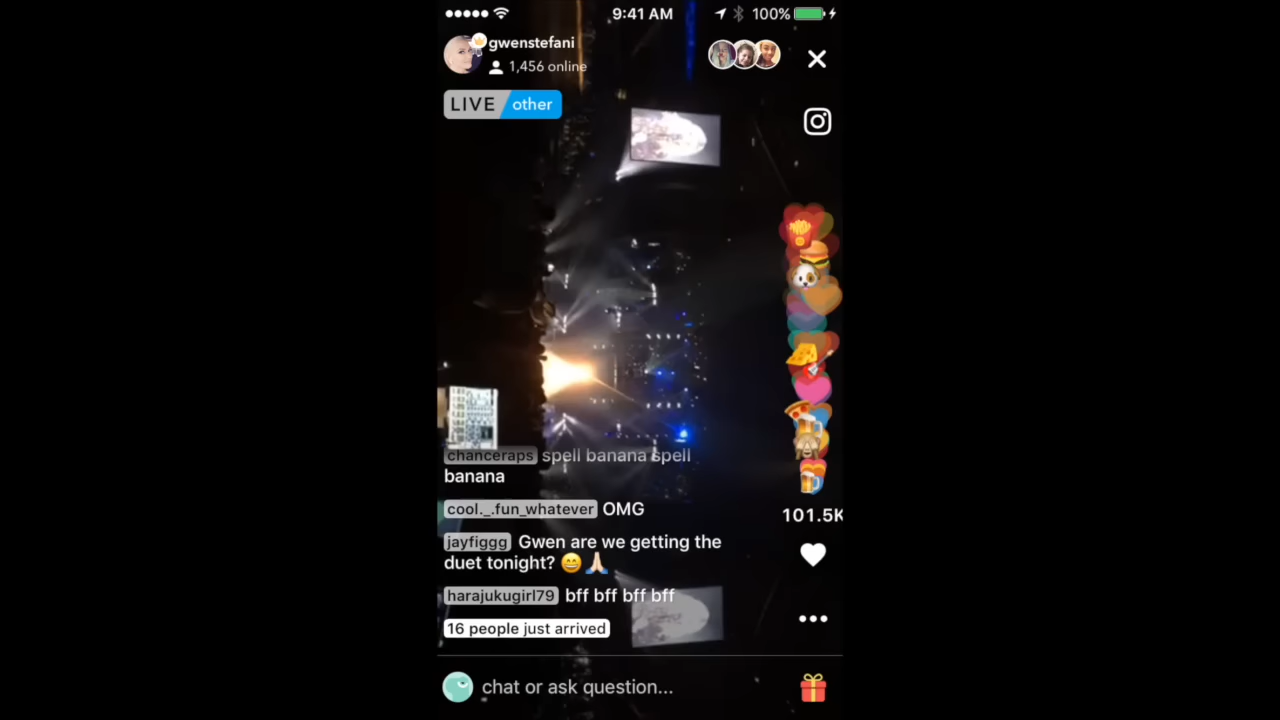 9:41 AM
100%
gwenstefani
1,456 online
LIVE other
chanceraps spell banana spell
banana
cool._.fun_whatever OMG
jayfiggg Gwen are we getting the
duet tonight? 😄🙏🏻
harajukugirl79 bff bff bff bff
16 people just arrived
101.5K
chat or ask question...